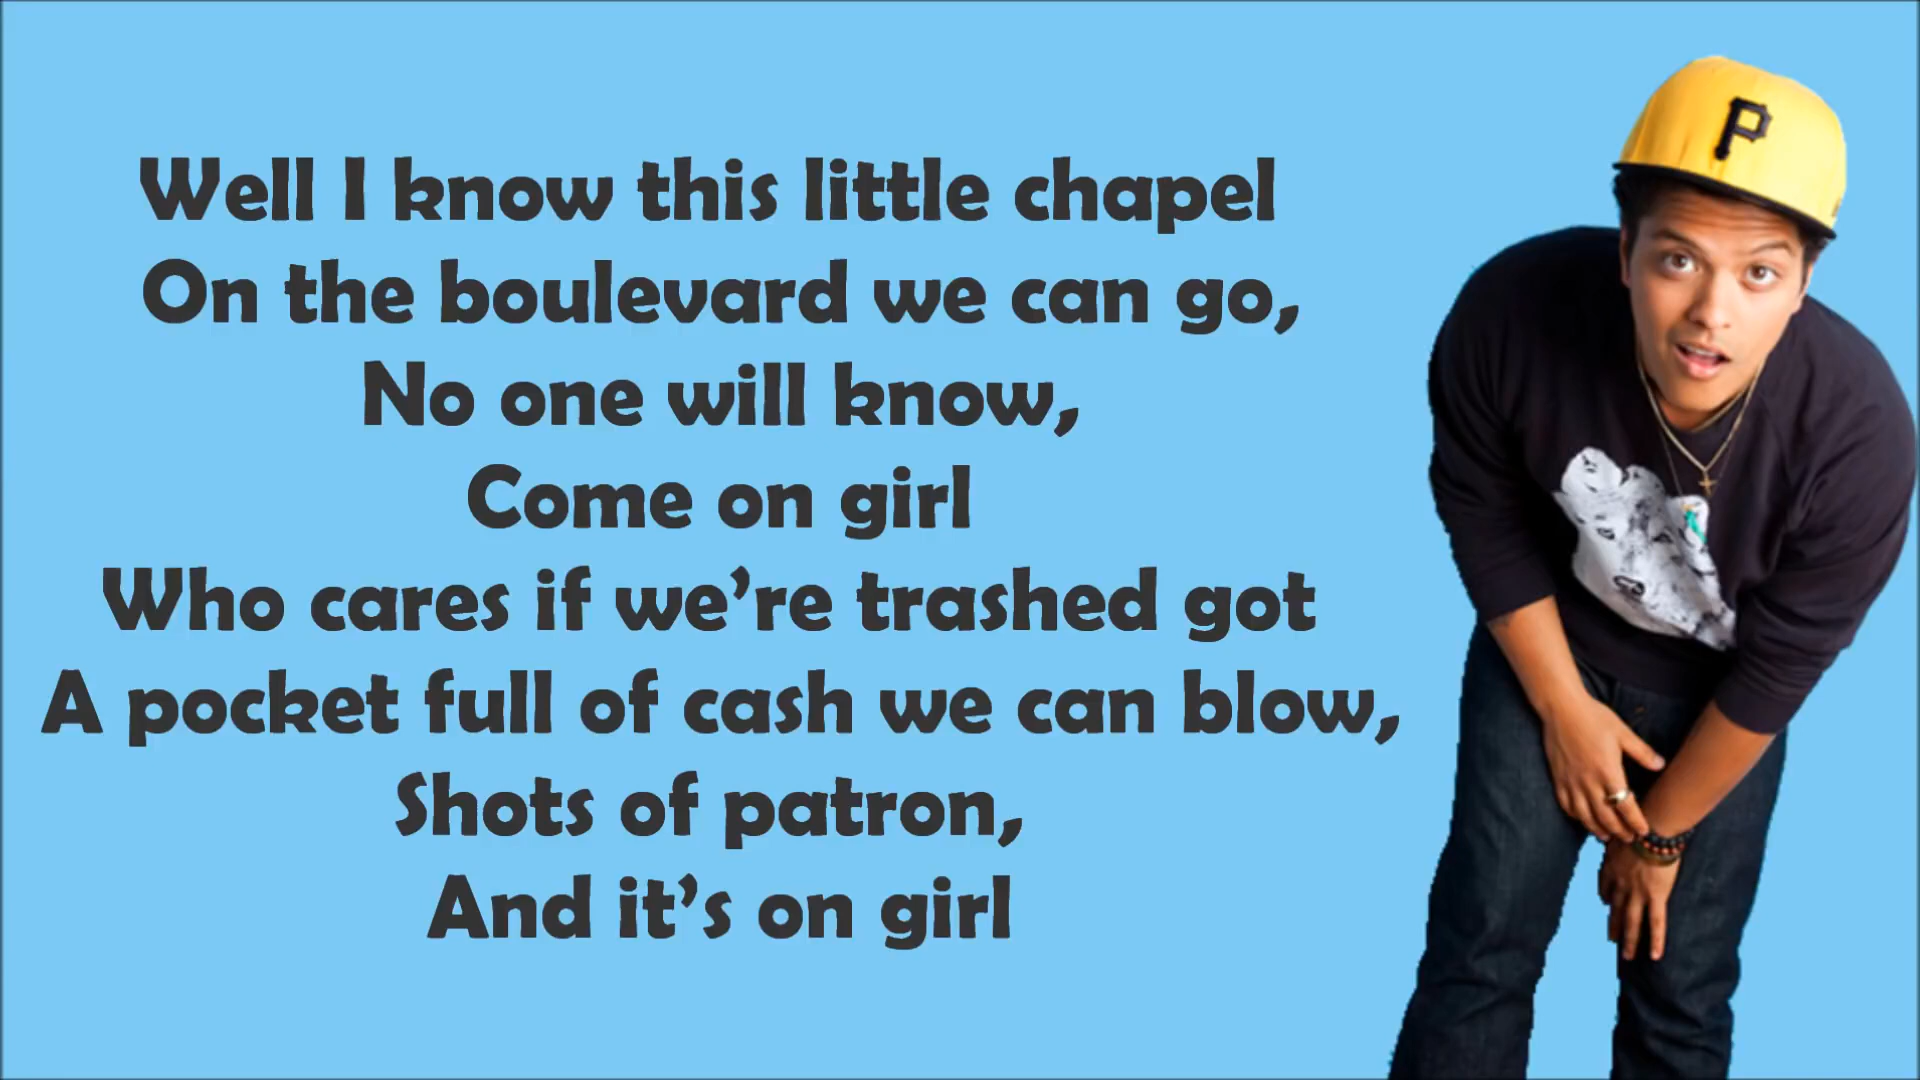 Well I know this little chapel
On the boulevard we can go,
No one will know,
Come on girl
Who cares if we’re trashed got
A pocket full of cash we can blow,
Shots of patron,
And it’s on girl
P